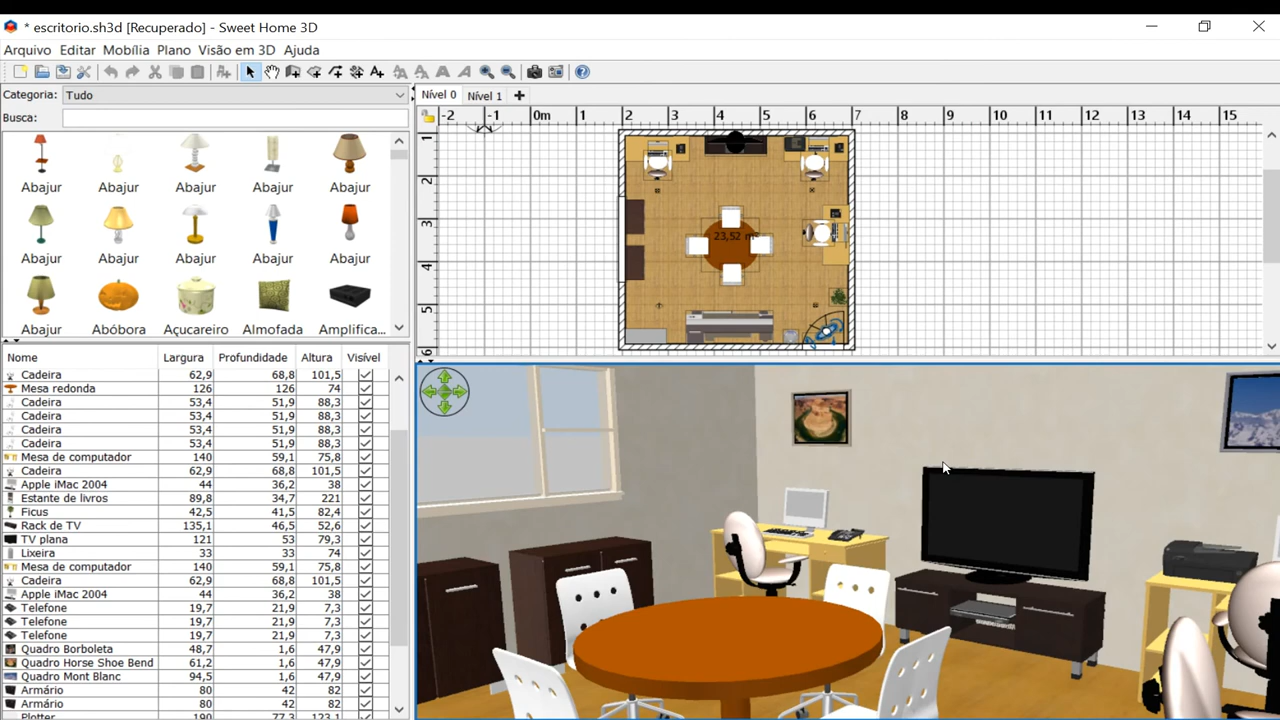 * escritorio.sh3d [Recuperado] - Sweet Home 3D
Arquivo Editar Mobília Plano Visão em 3D Ajuda
Categoria: Tudo
Busca:
Abajur Abajur Abajur Abajur Abajur
Abajur Abajur Abajur Abajur Abajur
Abajur Abóbora Açucareiro Almofada Amplifica...
Nome Largura Profundidade Altura Visível
Cadeira 62,9 68,8 101,5
Mesa redonda 126 126 74
Cadeira 53,4 51,9 88,3
Cadeira 53,4 51,9 88,3
Cadeira 53,4 51,9 88,3
Cadeira 53,4 51,9 88,3
Mesa de computador 140 59,1 75,8
Cadeira 62,9 68,8 101,5
Apple iMac 2004 44 36,2 38
Estante de livros 89,8 34,7 221
Ficus 42,5 41,5 82,4
Rack de TV 135,1 46,5 52,6
TV plana 121 53 79,3
Lixeira 33 33 74
Mesa de computador 140 59,1 75,8
Cadeira 62,9 68,8 101,5
Apple iMac 2004 44 36,2 38
Telefone 19,7 21,9 7,3
Telefone 19,7 21,9 7,3
Telefone 19,7 21,9 7,3
Quadro Borboleta 48,7 1,6 47,9
Quadro Horse Shoe Bend 61,2 1,6 47,9
Quadro Mont Blanc 94,5 1,6 47,9
Armário 80 42 82
Armário 80 42 82
Plotter 190 77,3 123,1
Nível 0 Nível 1
-2 -1 0m 1 2 3 4 5 6 7 8 9 10 11 12 13 14 15
1
2
3
4
5
6
23,52 m²